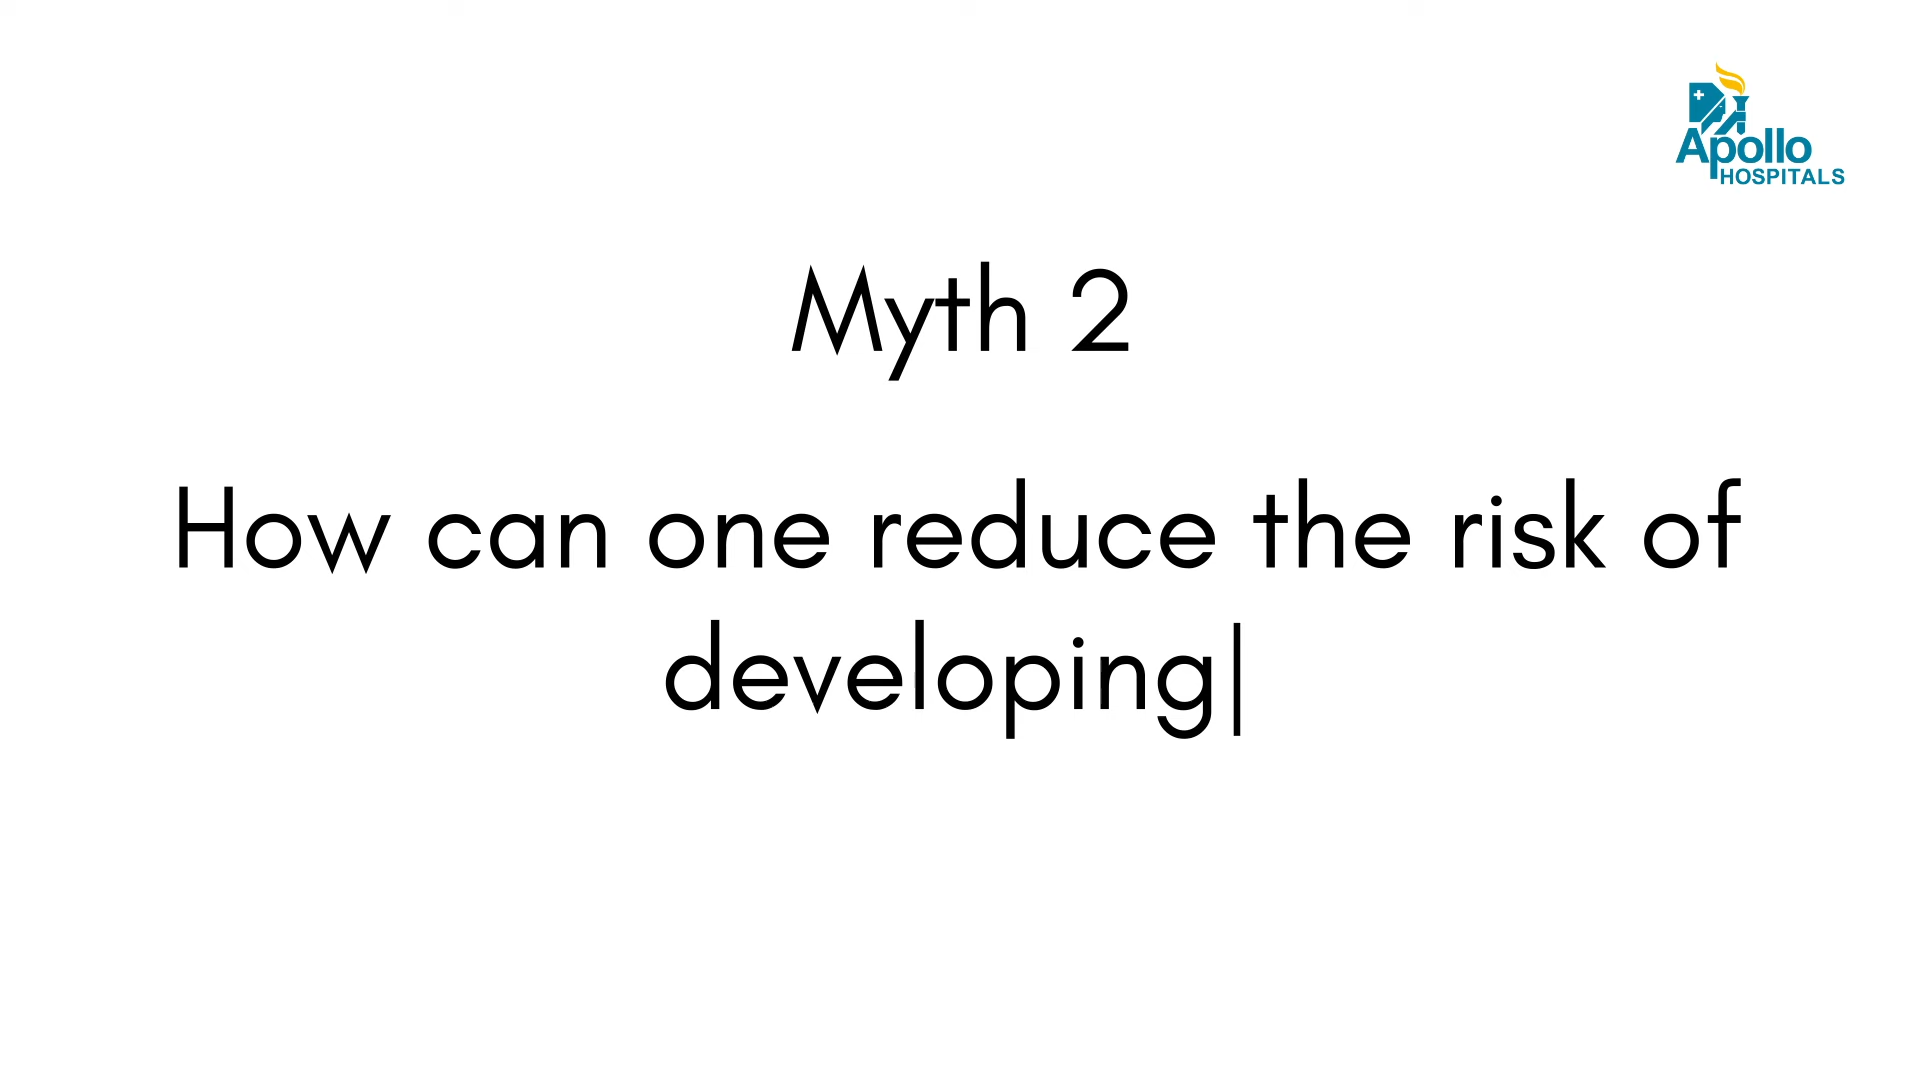 Apollo
HOSPITALS
Myth 2
How can one reduce the risk of
developing|